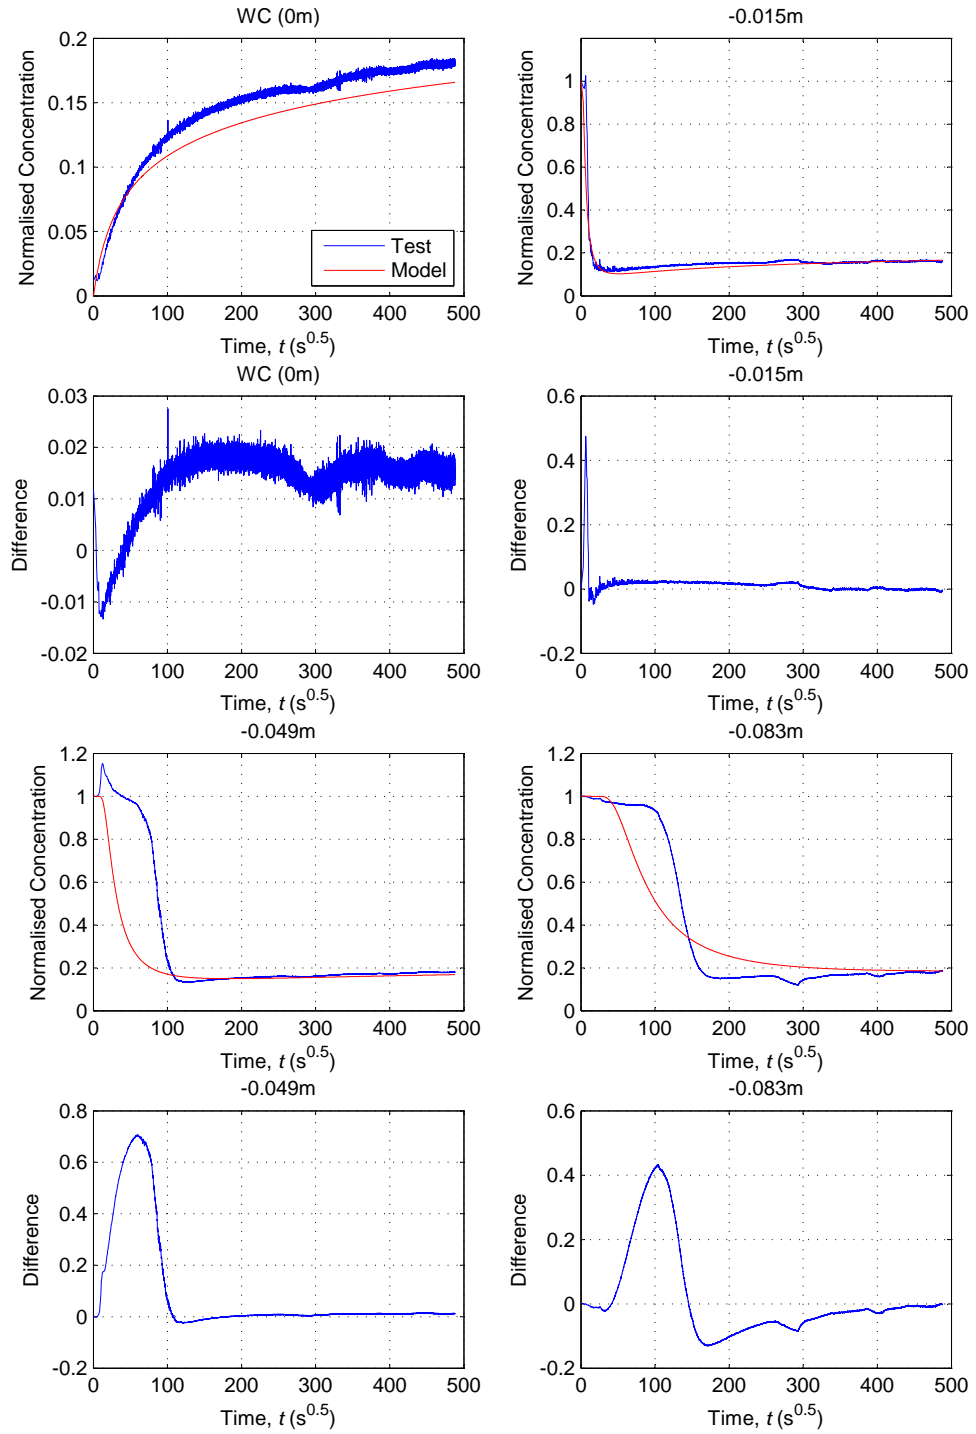 WC (0m)
Normalised Concentration
0.2
0.15
0.1
0.05
0
Test
Model
0 100 200 300 400 500
Time, t (s^0.5)
-0.015m
Normalised Concentration
1
0.8
0.6
0.4
0.2
0
0 100 200 300 400 500
Time, t (s^0.5)
WC (0m)
Difference
0.03
0.02
0.01
0
-0.01
-0.02
0 100 200 300 400 500
Time, t (s^0.5)
-0.015m
Difference
0.6
0.4
0.2
0
-0.2
0 100 200 300 400 500
Time, t (s^0.5)
-0.049m
Normalised Concentration
1.2
1
0.8
0.6
0.4
0.2
0
0 100 200 300 400 500
Time, t (s^0.5)
-0.083m
Normalised Concentration
1.2
1
0.8
0.6
0.4
0.2
0
0 100 200 300 400 500
Time, t (s^0.5)
-0.049m
Difference
0.8
0.6
0.4
0.2
0
-0.2
0 100 200 300 400 500
Time, t (s^0.5)
-0.083m
Difference
0.6
0.4
0.2
0
-0.2
0 100 200 300 400 500
Time, t (s^0.5)